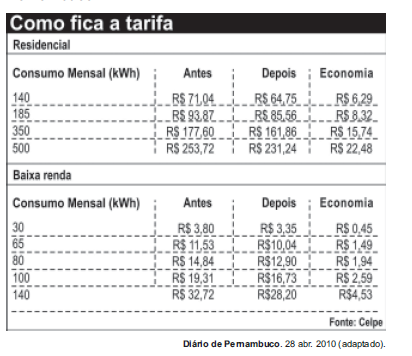 Como fica a tarifa
Residencial
Consumo Mensal (kWh) Antes Depois Economia
140 R$ 71,04 R$ 64,75 R$ 6,29
185 R$ 93,87 R$ 85,56 R$ 8,32
350 R$ 177,60 R$ 161,86 R$ 15,74
500 R$ 253,72 R$ 231,24 R$ 22,48
Baixa renda
Consumo Mensal (kWh) Antes Depois Economia
30 R$ 3,80 R$ 3,35 R$ 0,45
65 R$ 11,53 R$10,04 R$ 1,49
80 R$ 14,84 R$12,90 R$ 1,94
100 R$ 19,31 R$16,73 R$ 2,59
140 R$ 32,72 R$28,20 R$4,53
Fonte: Celpe
Diário de Pernambuco. 28 abr. 2010 (adaptado).